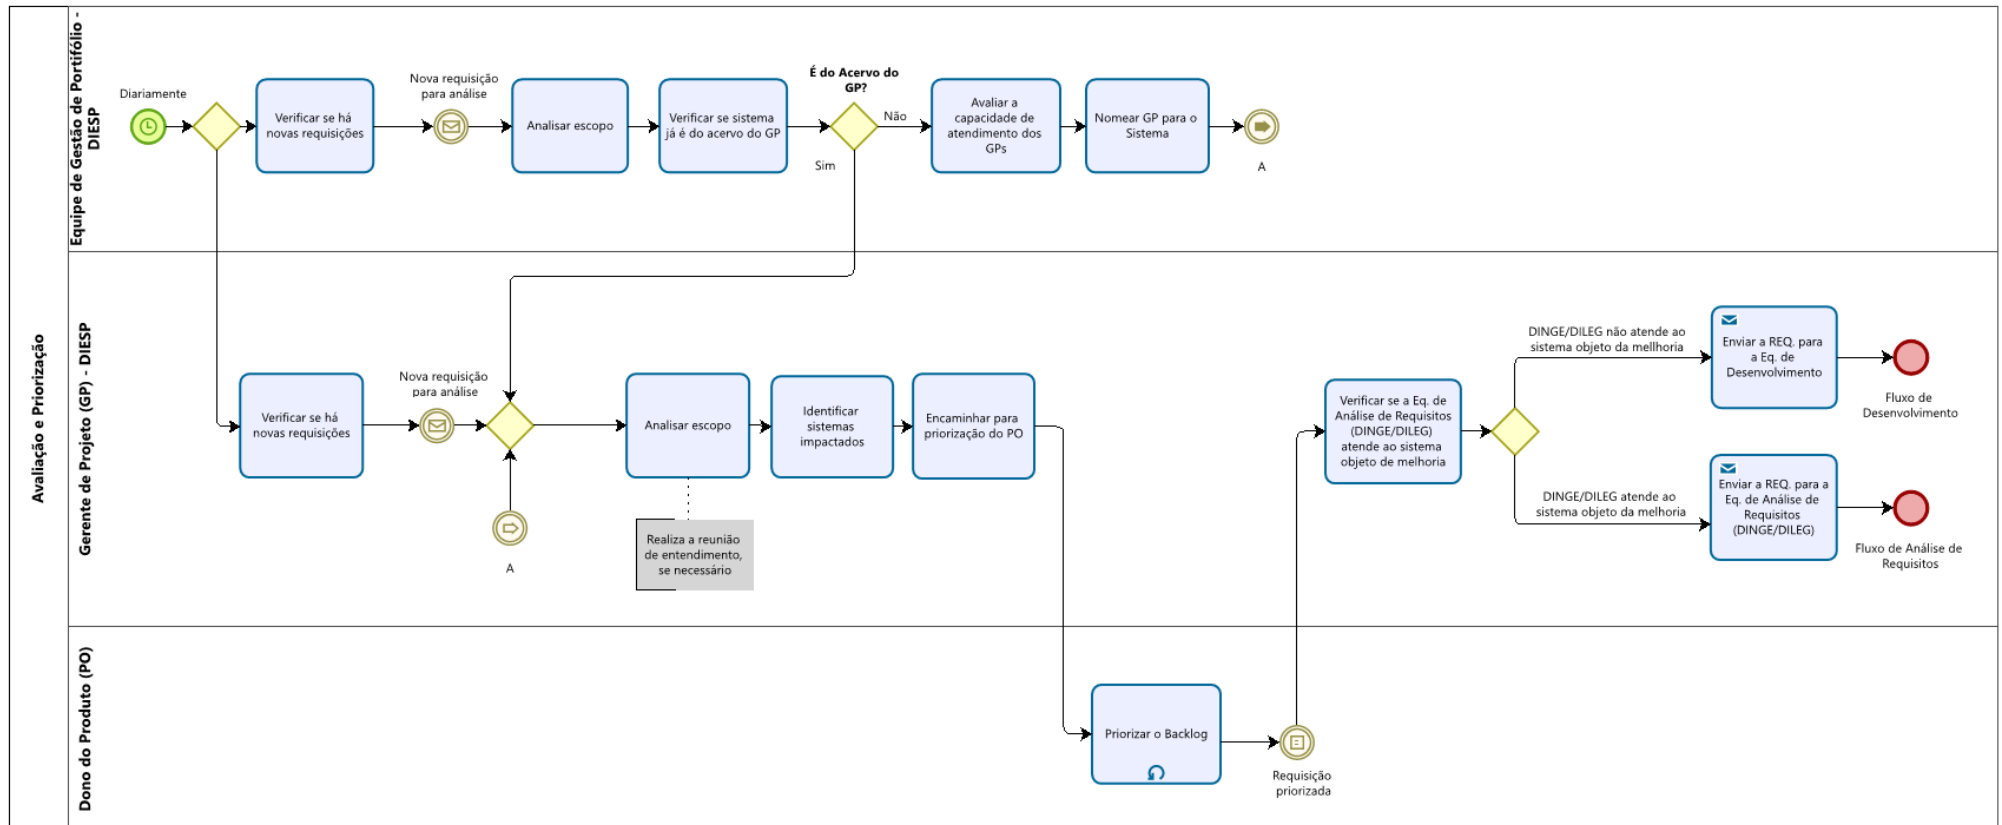 Avaliação e Priorização
Equipe de Gestão de Portifólio -
DIESP
Diariamente
Verificar se há
novas requisições
Nova requisição
para análise
Analisar escopo
Verificar se sistema
já é do acervo do GP
É do Acervo do
GP?
Não
Sim
Avaliar a
capacidade de
atendimento dos
GPs
Nomear GP para o
Sistema
A
Gerente de Projeto (GP) - DIESP
Verificar se há
novas requisições
Nova requisição
para análise
A
Analisar escopo
Realiza a reunião
de entendimento,
se necessário
Identificar
sistemas
impactados
Encaminhar para
priorização do PO
Verificar se a Eq. de
Análise de Requisitos
(DINGE/DILEG)
atende ao sistema
objeto de melhoria
DINGE/DILEG não atende ao
sistema objeto da mellhoria
Enviar a REQ. para
a Eq. de
Desenvolvimento
Fluxo de
Desenvolvimento
DINGE/DILEG atende ao
sistema objeto da melhoria
Enviar a REQ. para a
Eq. de Análise de
Requisitos
(DINGE/DILEG)
Fluxo de Análise de
Requisitos
Dono do Produto (PO)
Priorizar o Backlog
Requisição
priorizada